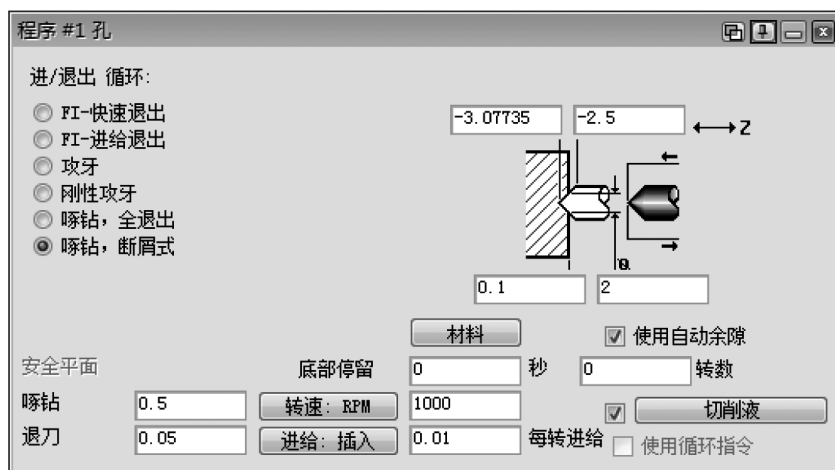 程序 #1 孔
进/退出 循环:
FI-快速退出
FI-进给退出
攻牙
刚性攻牙
啄钻，全退出
啄钻，断屑式
-3.07735
-2.5
Z
0.1
2
材料
使用自动余隙
安全平面
底部停留
0
秒
0
转数
啄钻
0.5
转速: RPM
1000
切削液
退刀
0.05
进给: 插入
0.01
每转进给
使用循环指令